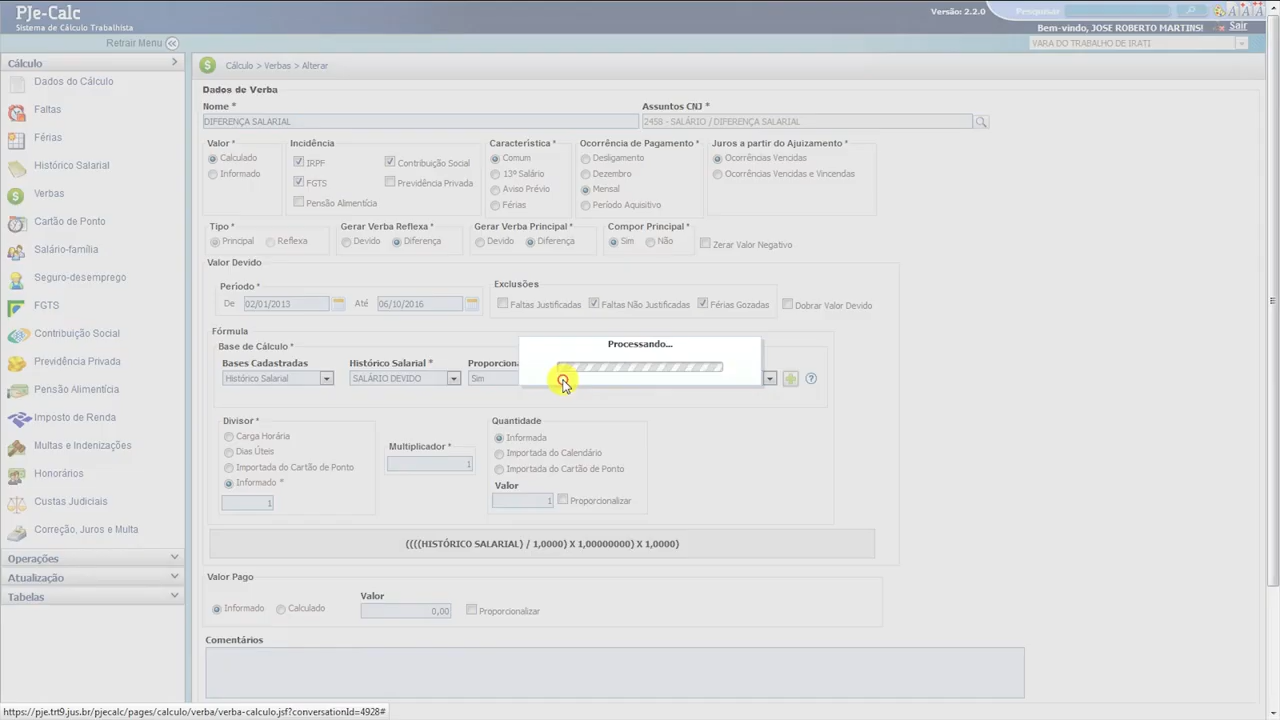 PJe-Calc
Sistema de Cálculo Trabalhista
Versão: 2.2.0
Pesquisar
Bem-vindo, JOSE ROBERTO MARTINS!
Sair
Retrair Menu
VARA DO TRABALHO DE IRATI
Cálculo
Dados do Cálculo
Faltas
Férias
Histórico Salarial
Verbas
Cartão de Ponto
Salário-família
Seguro-desemprego
FGTS
Contribuição Social
Previdência Privada
Pensão Alimentícia
Imposto de Renda
Multas e Indenizações
Honorários
Custas Judiciais
Correção, Juros e Multa
Operações
Atualização
Tabelas
Cálculo > Verbas > Alterar
Dados de Verba
Nome * Assuntos CNJ *
DIFERENÇA SALARIAL 2458 - SALÁRIO / DIFERENÇA SALARIAL
Valor * Incidência Característica * Ocorrência de Pagamento * Juros a partir do Ajuizamento *
Calculado IRPF Contribuição Social Comum Desligamento Ocorrências Vencidas
Informado FGTS Previdência Privada 13º Salário Dezembro Ocorrências Vencidas e Vincendas
Pensão Alimentícia Aviso Prévio Mensal
Férias Período Aquisitivo
Tipo * Gerar Verba Reflexa * Gerar Verba Principal * Compor Principal *
Principal Reflexa Devido Diferença Devido Diferença Sim Não Zerar Valor Negativo
Valor Devido
Período * Exclusões
De 02/01/2013 Até 06/10/2016 Faltas Justificadas Faltas Não Justificadas Férias Gozadas Dobrar Valor Devido
Fórmula
Base de Cálculo *
Processando...
Bases Cadastradas Histórico Salarial * Proporciona
Histórico Salarial SALÁRIO DEVIDO Sim
Divisor * Quantidade
Carga Horária Informada
Dias Úteis Multiplicador * Importada do Calendário
Importada do Cartão de Ponto 1 Importada do Cartão de Ponto
Informado * Valor
1 1 Proporcionalizar
((((HISTÓRICO SALARIAL) / 1,0000) X 1,00000000) X 1,0000)
Valor Pago
Informado Calculado Valor
0,00 Proporcionalizar
Comentários
https://pje.trt9.jus.br/pjecalc/pages/calculo/verba/verba-calculo.jsf?conversationId=4928#